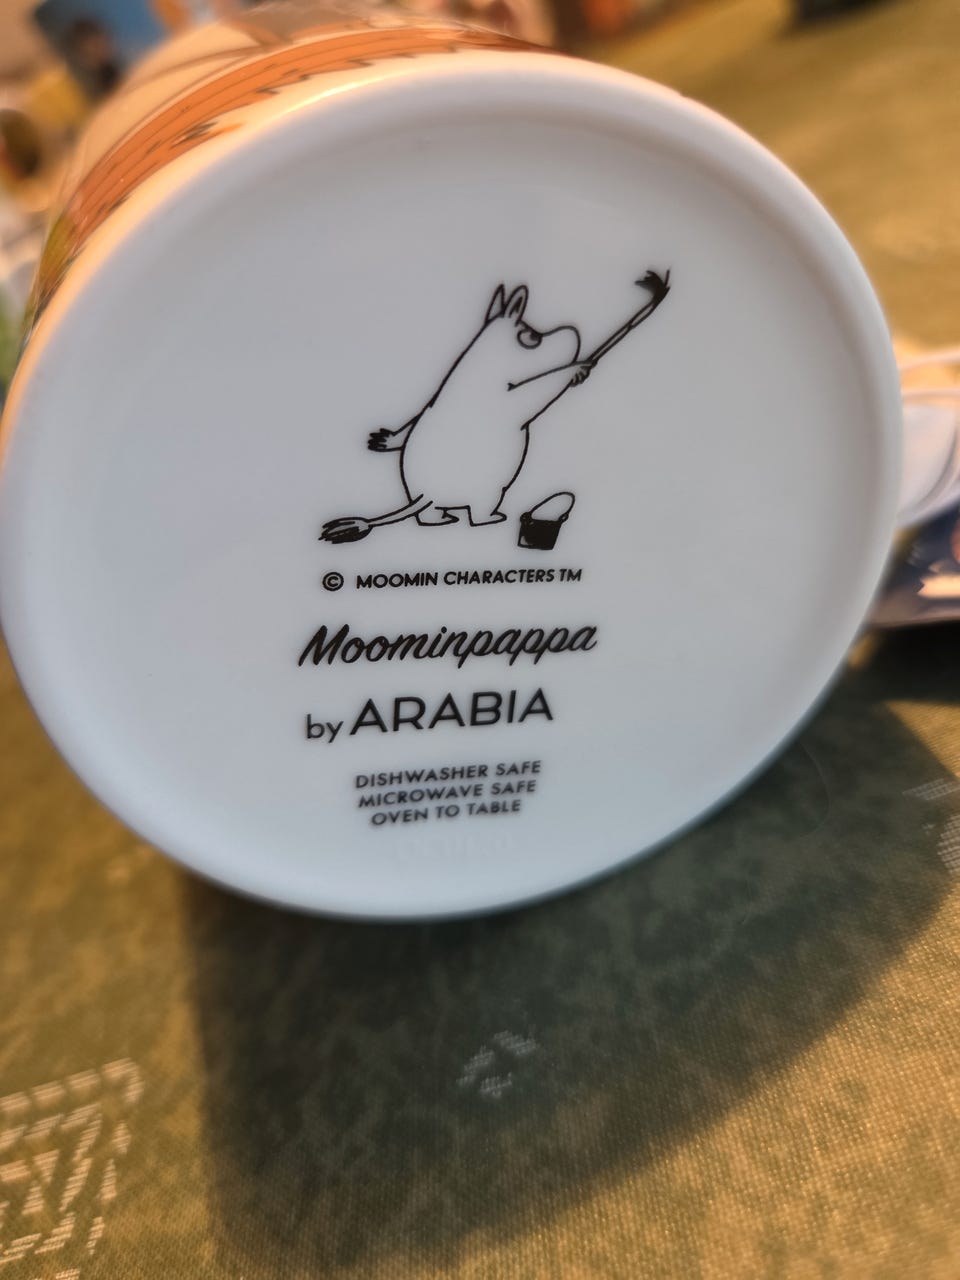 © MOOMIN CHARACTERS TM
Moominpappa
by ARABIA
DISHWASHER SAFE
MICROWAVE SAFE
OVEN TO TABLE